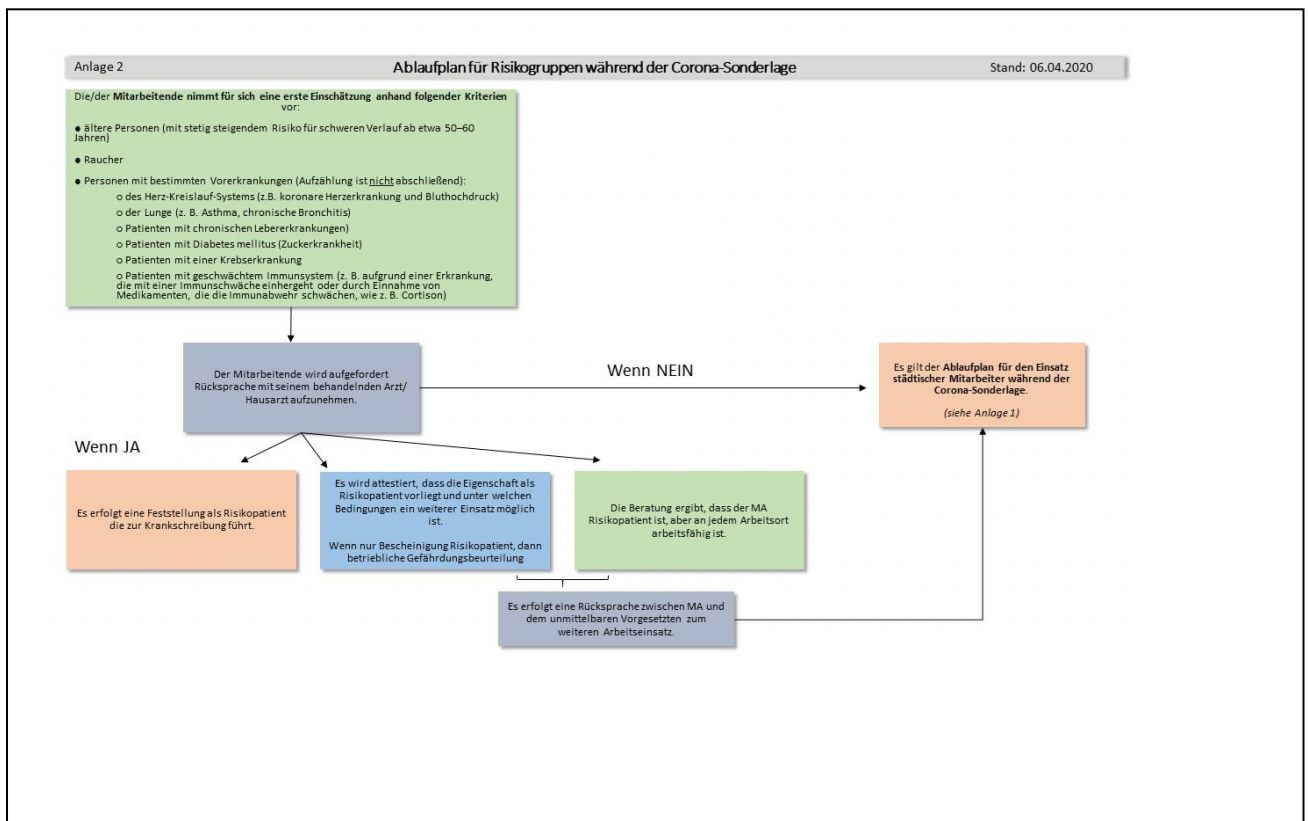 Anlage 2
Ablaufplan für Risikogruppen während der Corona-Sonderlage
Stand: 06.04.2020
Die/der Mitarbeitende nimmt für sich eine erste Einschätzung anhand folgender Kriterien
vor:
● ältere Personen (mit stetig steigendem Risiko für schweren Verlauf ab etwa 50–60
Jahren)
● Raucher
● Personen mit bestimmten Vorerkrankungen (Aufzählung ist nicht abschließend):
o des Herz-Kreislauf-Systems (z.B. koronare Herzerkrankung und Bluthochdruck)
o der Lunge (z. B. Asthma, chronische Bronchitis)
o Patienten mit chronischen Lebererkrankungen)
o Patienten mit Diabetes mellitus (Zuckerkrankheit)
o Patienten mit einer Krebserkrankung
o Patienten mit geschwächtem Immunsystem (z. B. aufgrund einer Erkrankung,
die mit einer Immunschwäche einhergeht oder durch Einnahme von
Medikamenten, die die Immunabwehr schwächen, wie z. B. Cortison)
Der Mitarbeitende wird aufgefordert
Rücksprache mit seinem behandelnden Arzt/
Hausarzt aufzunehmen.
Wenn NEIN
Es gilt der Ablaufplan für den Einsatz
städtischer Mitarbeiter während der
Corona-Sonderlage.
(siehe Anlage 1)
Wenn JA
Es erfolgt eine Feststellung als Risikopatient
die zur Krankschreibung führt.
Es wird attestiert, dass die Eigenschaft als
Risikopatient vorliegt und unter welchen
Bedingungen ein weiterer Einsatz möglich
ist.
Wenn nur Bescheinigung Risikopatient, dann
betriebliche Gefährdungsbeurteilung
Die Beratung ergibt, dass der MA
Risikopatient ist, aber an jedem Arbeitsort
arbeitsfähig ist.
Es erfolgt eine Rücksprache zwischen MA und
dem unmittelbaren Vorgesetzten zum
weiteren Arbeitseinsatz.